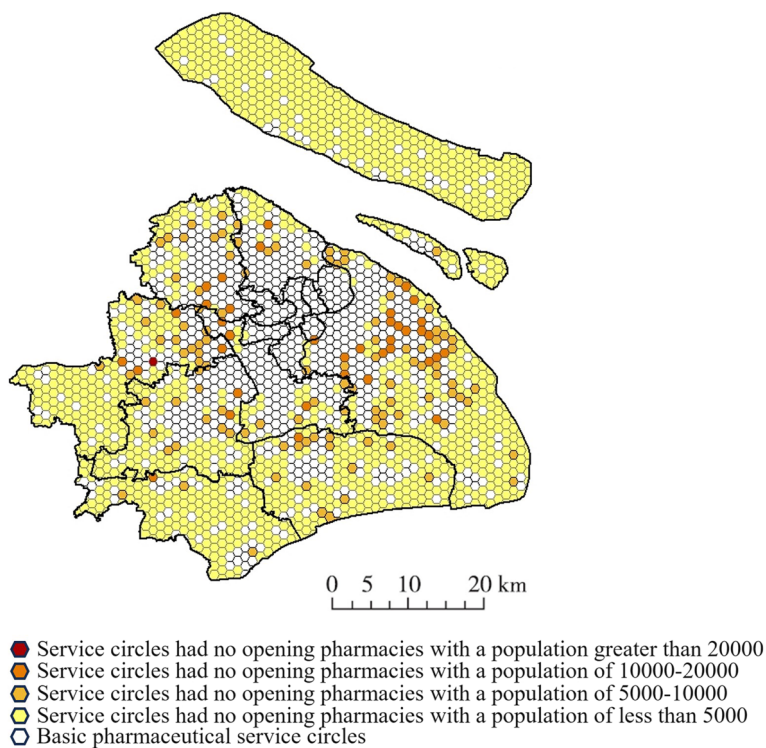 0 5 10 20 km
Service circles had no opening pharmacies with a population greater than 20000
Service circles had no opening pharmacies with a population of 10000-20000
Service circles had no opening pharmacies with a population of 5000-10000
Service circles had no opening pharmacies with a population of less than 5000
Basic pharmaceutical service circles